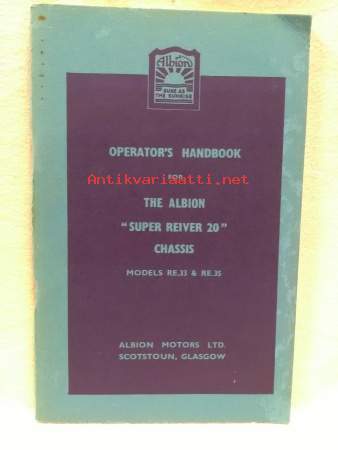 Albion
SURE AS
THE SUNRISE
OPERATOR'S HANDBOOK
FOR
Antikvariaatti.net
THE ALBION
"SUPER REIVER 20"
CHASSIS
MODELS RE.33 & RE.35
ALBION MOTORS LTD.
SCOTSTOUN, GLASGOW